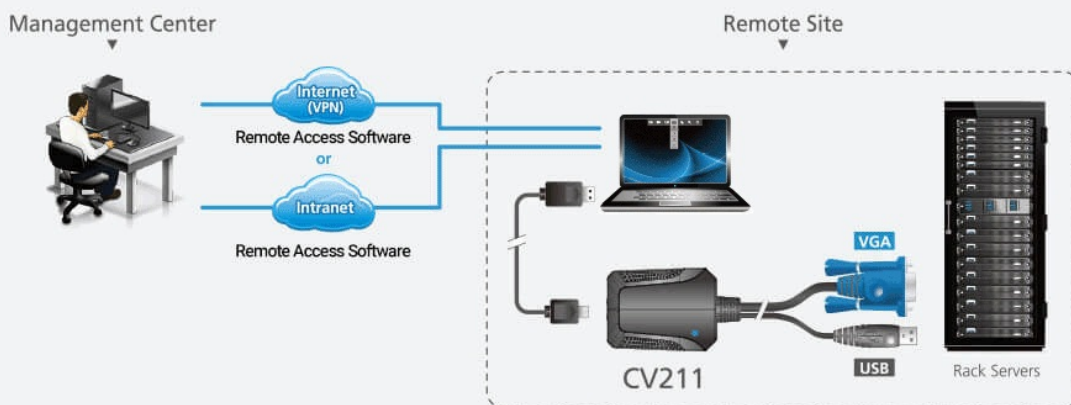 Management Center
Remote Site
Internet
(VPN)
Remote Access Software
or
Intranet
Remote Access Software
VGA
USB
CV211
Rack Servers